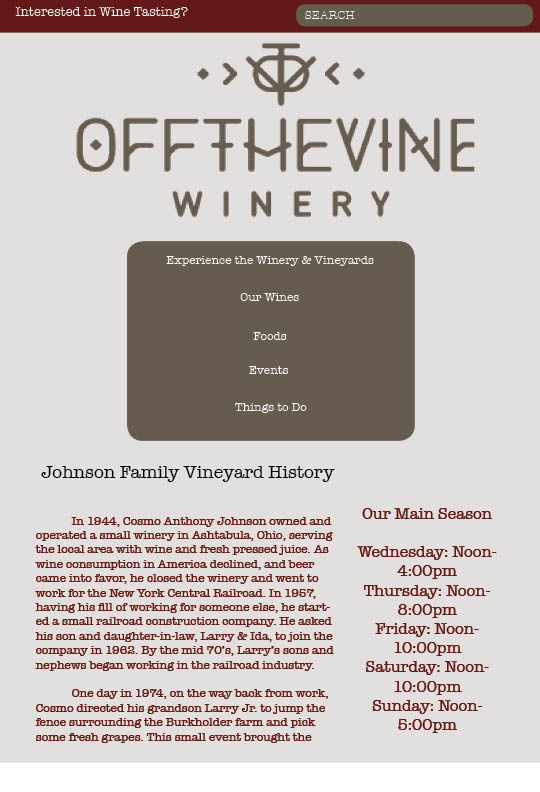 Interested in Wine Tasting?
SEARCH
OFFTHEVINE
WINERY
Experience the Winery & Vineyards
Our Wines
Foods
Events
Things to Do
Johnson Family Vineyard History
In 1944, Cosmo Anthony Johnson owned and
operated a small winery in Ashtabula, Ohio, serving
the local area with wine and fresh pressed juice. As
wine consumption in America declined, and beer
came into favor, he closed the winery and went to
work for the New York Central Railroad. In 1957,
having his fill of working for someone else, he start-
ed a small railroad construction company. He asked
his son and daughter-in-law, Larry & Ida, to join the
company in 1962. By the mid 70's, Larry's sons and
nephews began working in the railroad industry.
One day in 1974, on the way back from work,
Cosmo directed his grandson Larry Jr. to jump the
fence surrounding the Burkholder farm and pick
some fresh grapes. This small event brought the
Our Main Season
Wednesday: Noon-
4:00pm
Thursday: Noon-
8:00pm
Friday: Noon-
10:00pm
Saturday: Noon-
10:00pm
Sunday: Noon-
5:00pm